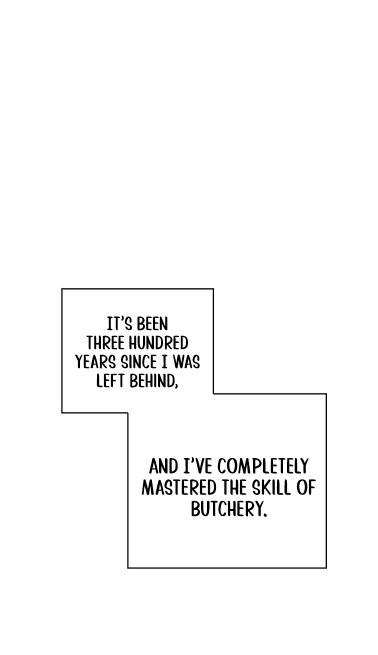 IT'S BEEN
THREE HUNDRED
YEARS SINCE I WAS
LEFT BEHIND,
AND I'VE COMPLETELY
MASTERED THE SKILL OF
BUTCHERY.